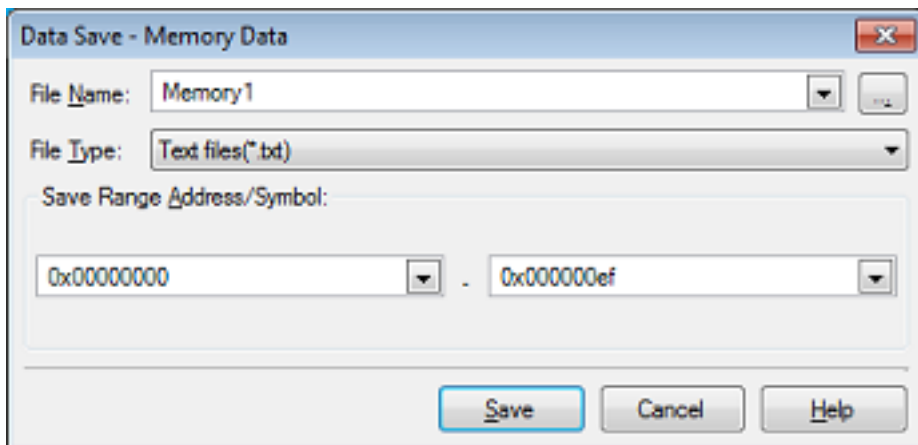 Data Save - Memory Data
File Name: Memory1 ...
File Type: Text files(*.txt)
Save Range Address/Symbol:
0x00000000 - 0x000000ef
Save Cancel Help